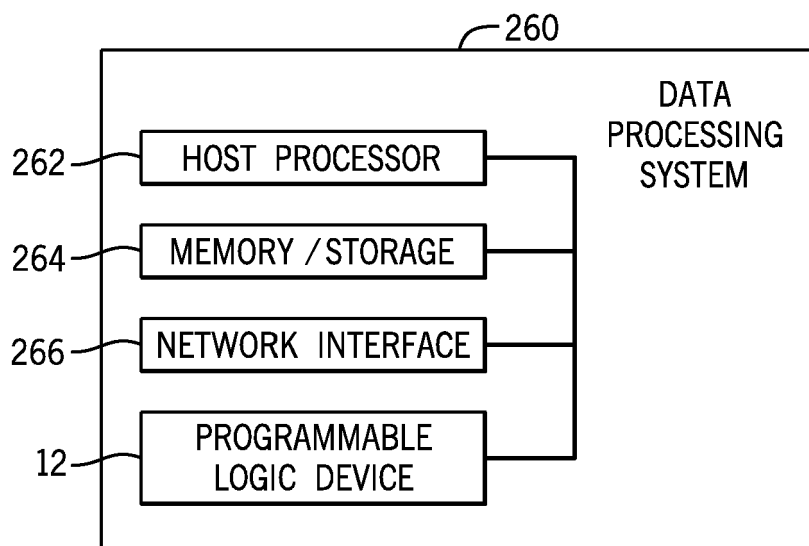 260
DATA
PROCESSING
SYSTEM
262
HOST PROCESSOR
264
MEMORY / STORAGE
266
NETWORK INTERFACE
12
PROGRAMMABLE
LOGIC DEVICE